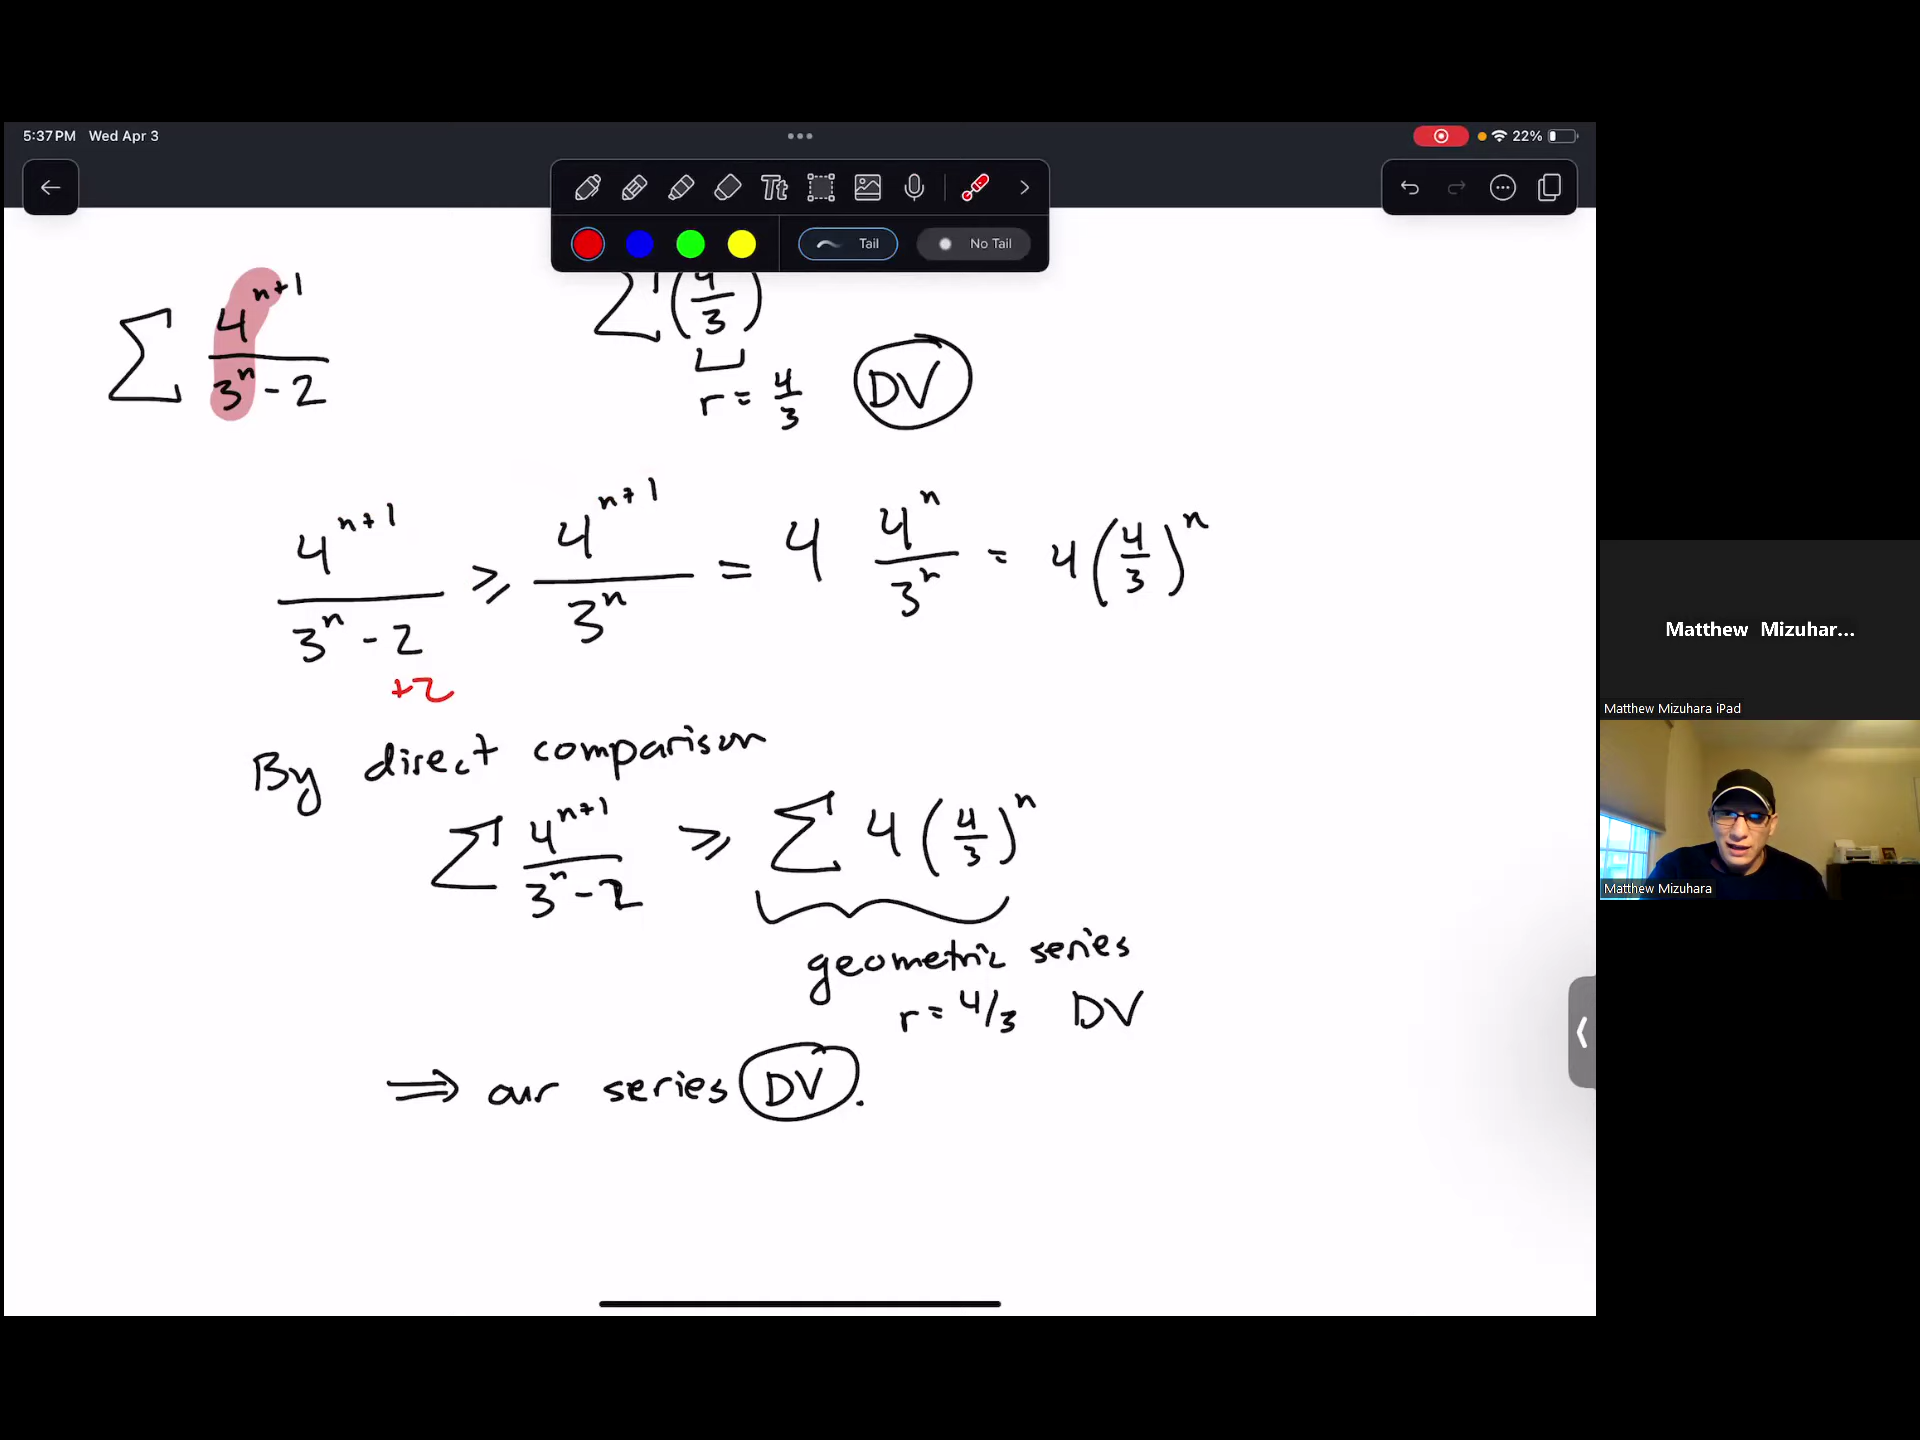 5:37 PM Wed Apr 3
22%
Tt
Tail No Tail
∑ 4^(n+1) / (3^n - 2)
∑ (4/3)
r = 4/3 DV
4^(n+1) / (3^n - 2) ≥ 4^(n+1) / 3^n = 4 4^n / 3^n = 4 (4/3)^n
+2
By direct comparison
∑ 4^(n+1) / (3^n - 2) ≥ ∑ 4 (4/3)^n
geometric series
r = 4/3 DV
⟹ our series DV.
Matthew Mizuhar...
Matthew Mizuhara iPad
Matthew Mizuhara